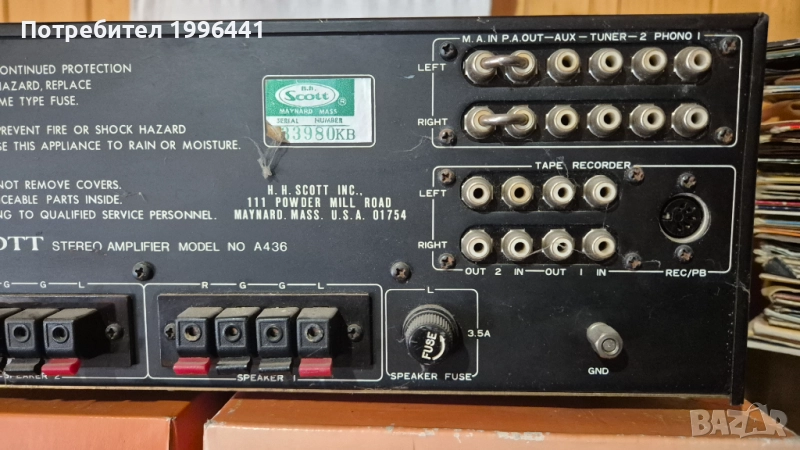 Потребител 1996441
CONTINUED PROTECTION
HAZARD, REPLACE
ME TYPE FUSE.
PREVENT FIRE OR SHOCK HAZARD
SE THIS APPLIANCE TO RAIN OR MOISTURE.
NOT REMOVE COVERS.
CEABLE PARTS INSIDE.
NG TO QUALIFIED SERVICE PERSONNEL.
H.H.
Scott ®
MAYNARD MASS
SERIAL NUMBER
33980KB
H. H. SCOTT INC.,
111 POWDER MILL ROAD
MAYNARD. MASS. U.S.A. 01754
OTT STEREO AMPLIFIER MODEL NO A436
M.A.IN P.A.OUT—AUX—TUNER—2 PHONO 1
LEFT
RIGHT
TAPE RECORDER
LEFT
RIGHT
OUT 2 IN OUT 1 IN REC/PB
G G L
SPEAKER 2
R G G L
SPEAKER 1
L
FUSE
3.5A
SPEAKER FUSE
GND
BAZAR